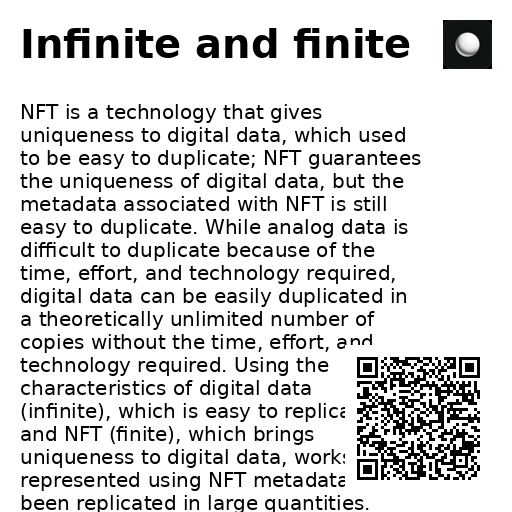 Infinite and finite
NFT is a technology that gives
uniqueness to digital data, which used
to be easy to duplicate; NFT guarantees
the uniqueness of digital data, but the
metadata associated with NFT is still
easy to duplicate. While analog data is
difficult to duplicate because of the
time, effort, and technology required,
digital data can be easily duplicated in
a theoretically unlimited number of
copies without the time, effort, and
technology required. Using the
characteristics of digital data
(infinite), which is easy to replica
and NFT (finite), which brings
uniqueness to digital data, works
represented using NFT metadata
been replicated in large quantities.